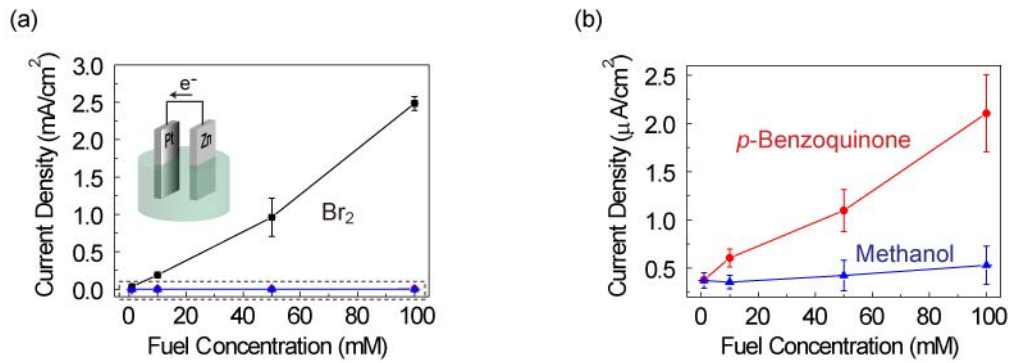 (a)
Current Density (mA/cm²)
3.0
2.5
2.0
1.5
1.0
0.5
0.0
e⁻
Pt
Zn
Br₂
0 20 40 60 80 100
Fuel Concentration (mM)
(b)
Current Density (μA/cm²)
2.5
2.0
1.5
1.0
0.5
p-Benzoquinone
Methanol
0 20 40 60 80 100
Fuel Concentration (mM)